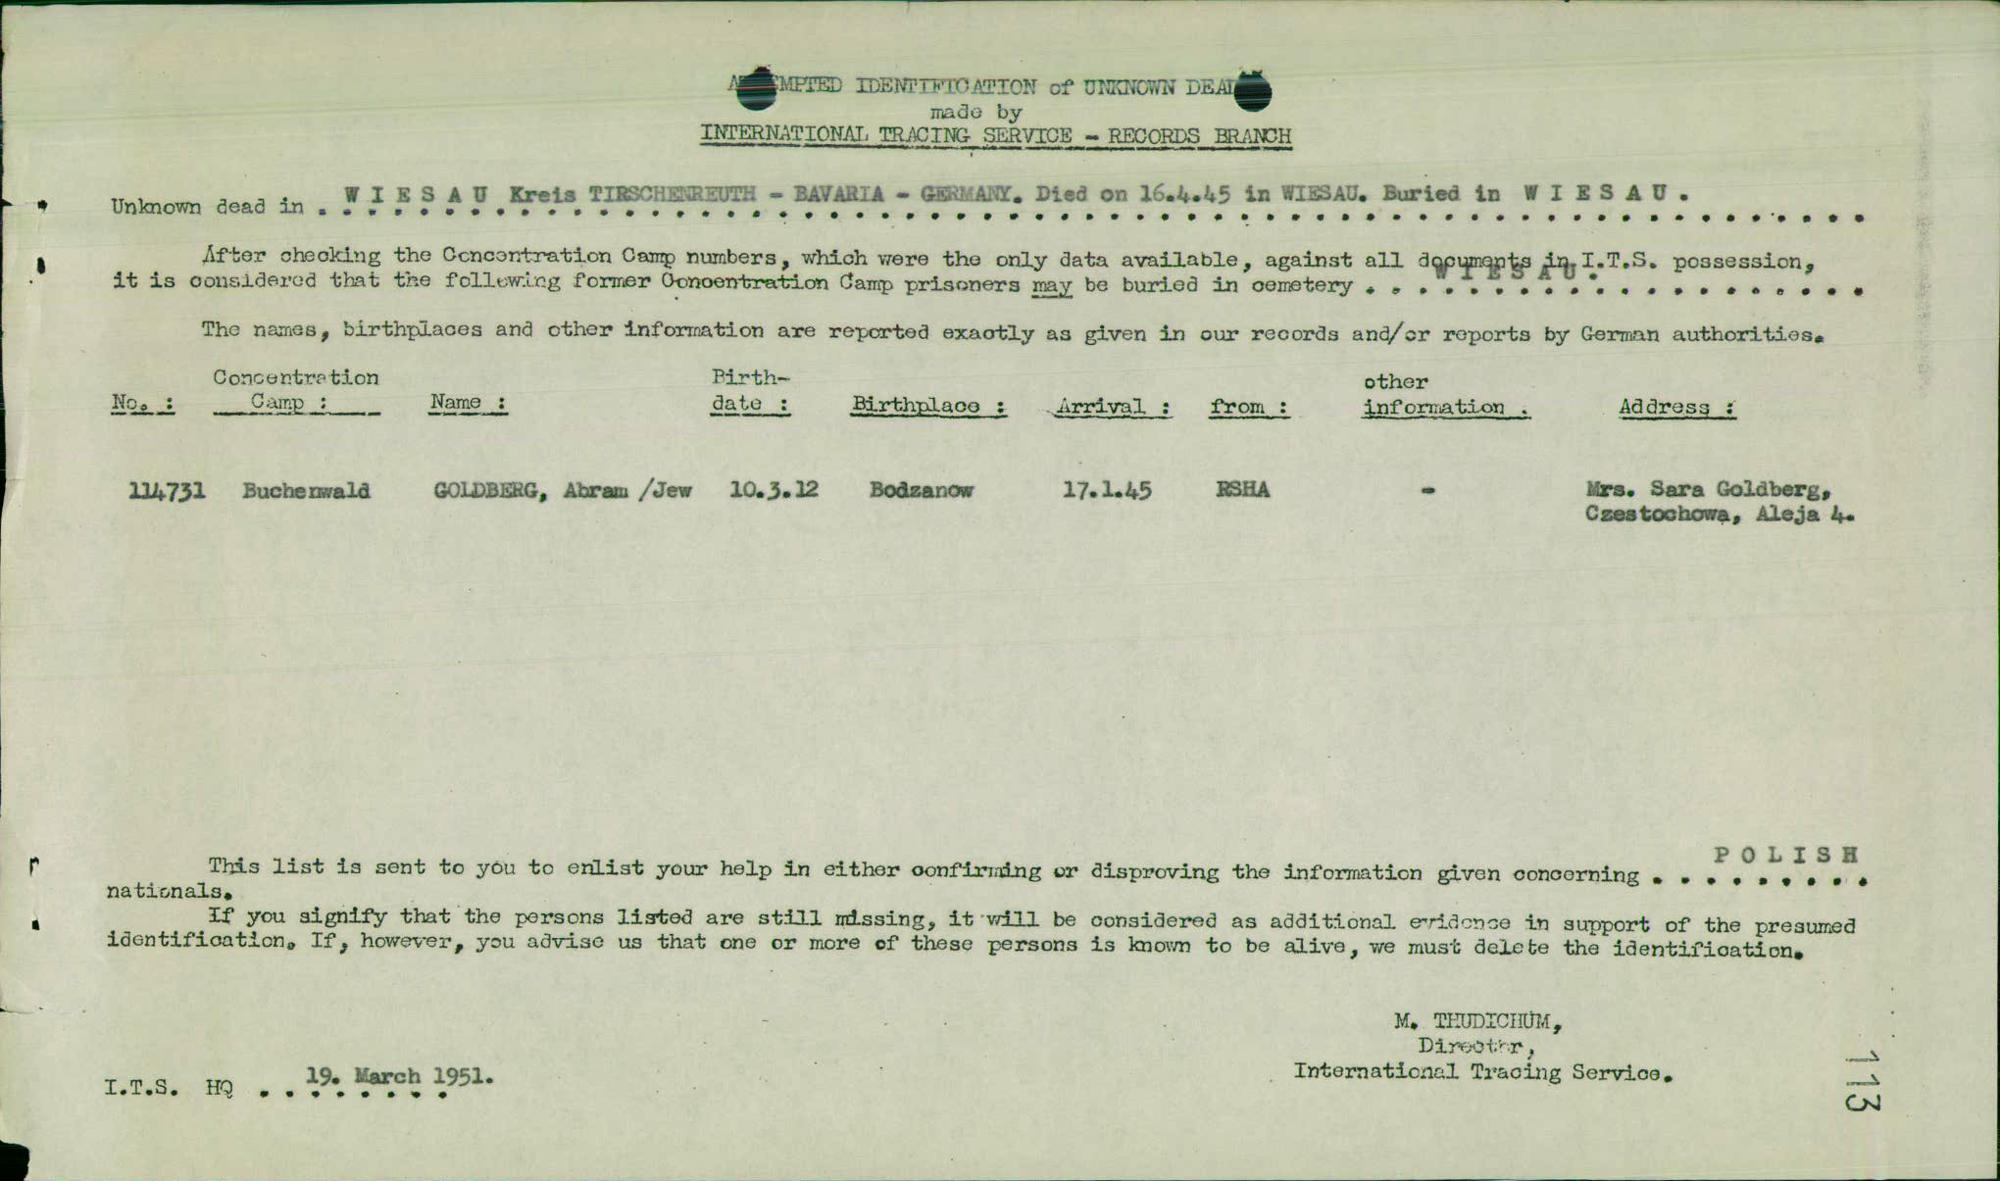 ATTEMPTED IDENTIFICATION of UNKNOWN DEAD
made by
INTERNATIONAL TRACING SERVICE - RECORDS BRANCH
Unknown dead in . W I E S A U Kreis TIRSCHENREUTH - BAVARIA - GERMANY. Died on 16.4.45 in WIESAU. Buried in W I E S A U .
After checking the Concentration Camp numbers, which were the only data available, against all documents in I.T.S. possession,
it is considered that the following former Concentration Camp prisoners may be buried in cemetery . . W I E S A U .
The names, birthplaces and other information are reported exactly as given in our records and/or reports by German authorities.
No. : Concentration Camp : Name : Birth-date : Birthplace : Arrival : from : other information : Address :
114731 Buchenwald GOLDBERG, Abram /Jew 10.3.12 Bodzanow 17.1.45 RSHA - Mrs. Sara Goldberg,
Czestochowa, Aleja 4.
This list is sent to you to enlist your help in either confirming or disproving the information given concerning . P O L I S H
nationals.
If you signify that the persons listed are still missing, it will be considered as additional evidence in support of the presumed
identification. If, however, you advise us that one or more of these persons is known to be alive, we must delete the identification.
M. THUDICHUM,
Director,
International Tracing Service.
I.T.S. HQ . . 19. March 1951.
113